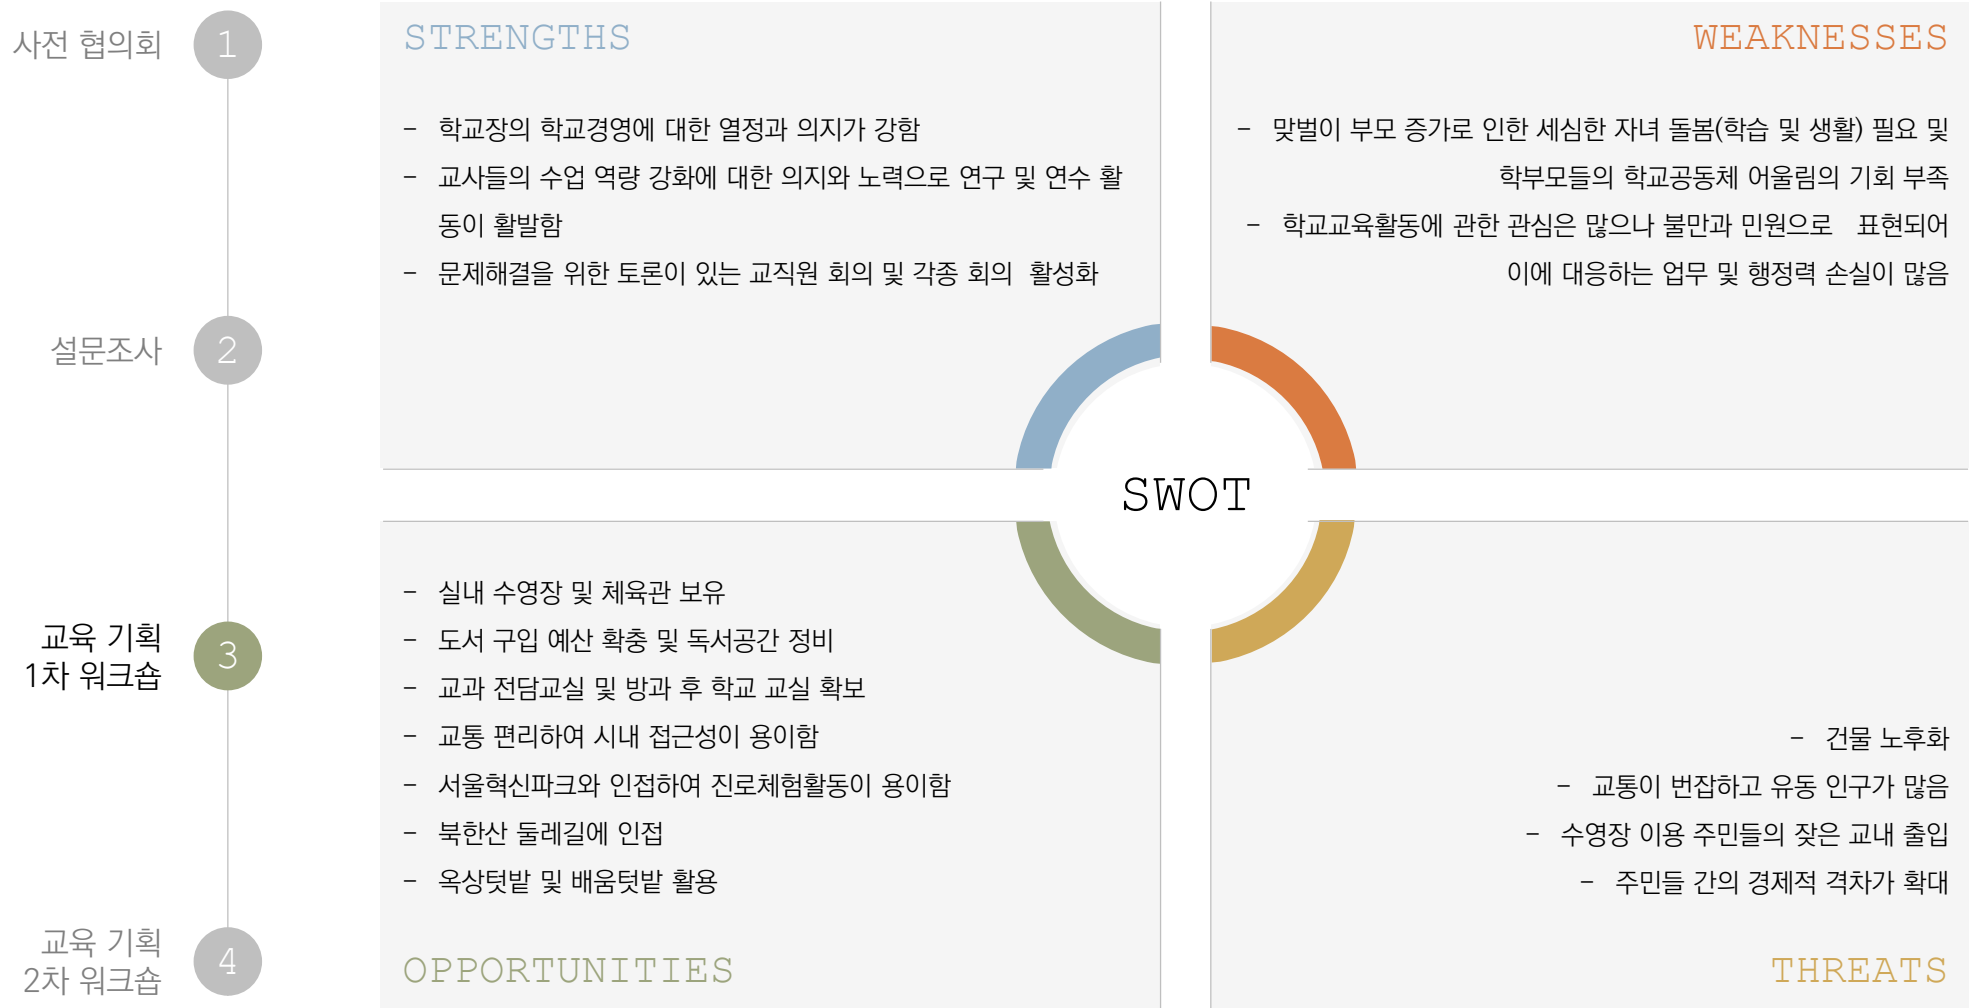 사전 협의회
1
설문조사
2
교육 기획
1차 워크숍
3
교육 기획
2차 워크숍
4
STRENGTHS
- 학교장의 학교경영에 대한 열정과 의지가 강함
- 교사들의 수업 역량 강화에 대한 의지와 노력으로 연구 및 연수 활
동이 활발함
- 문제해결을 위한 토론이 있는 교직원 회의 및 각종 회의 활성화
WEAKNESSES
- 맞벌이 부모 증가로 인한 세심한 자녀 돌봄(학습 및 생활) 필요 및
학부모들의 학교공동체 어울림의 기회 부족
- 학교교육활동에 관한 관심은 많으나 불만과 민원으로 표현되어
이에 대응하는 업무 및 행정력 손실이 많음
SWOT
- 실내 수영장 및 체육관 보유
- 도서 구입 예산 확충 및 독서공간 정비
- 교과 전담교실 및 방과 후 학교 교실 확보
- 교통 편리하여 시내 접근성이 용이함
- 서울혁신파크와 인접하여 진로체험활동이 용이함
- 북한산 둘레길에 인접
- 옥상텃밭 및 배움텃밭 활용
OPPORTUNITIES
- 건물 노후화
- 교통이 번잡하고 유동 인구가 많음
- 수영장 이용 주민들의 잦은 교내 출입
- 주민들 간의 경제적 격차가 확대
THREATS